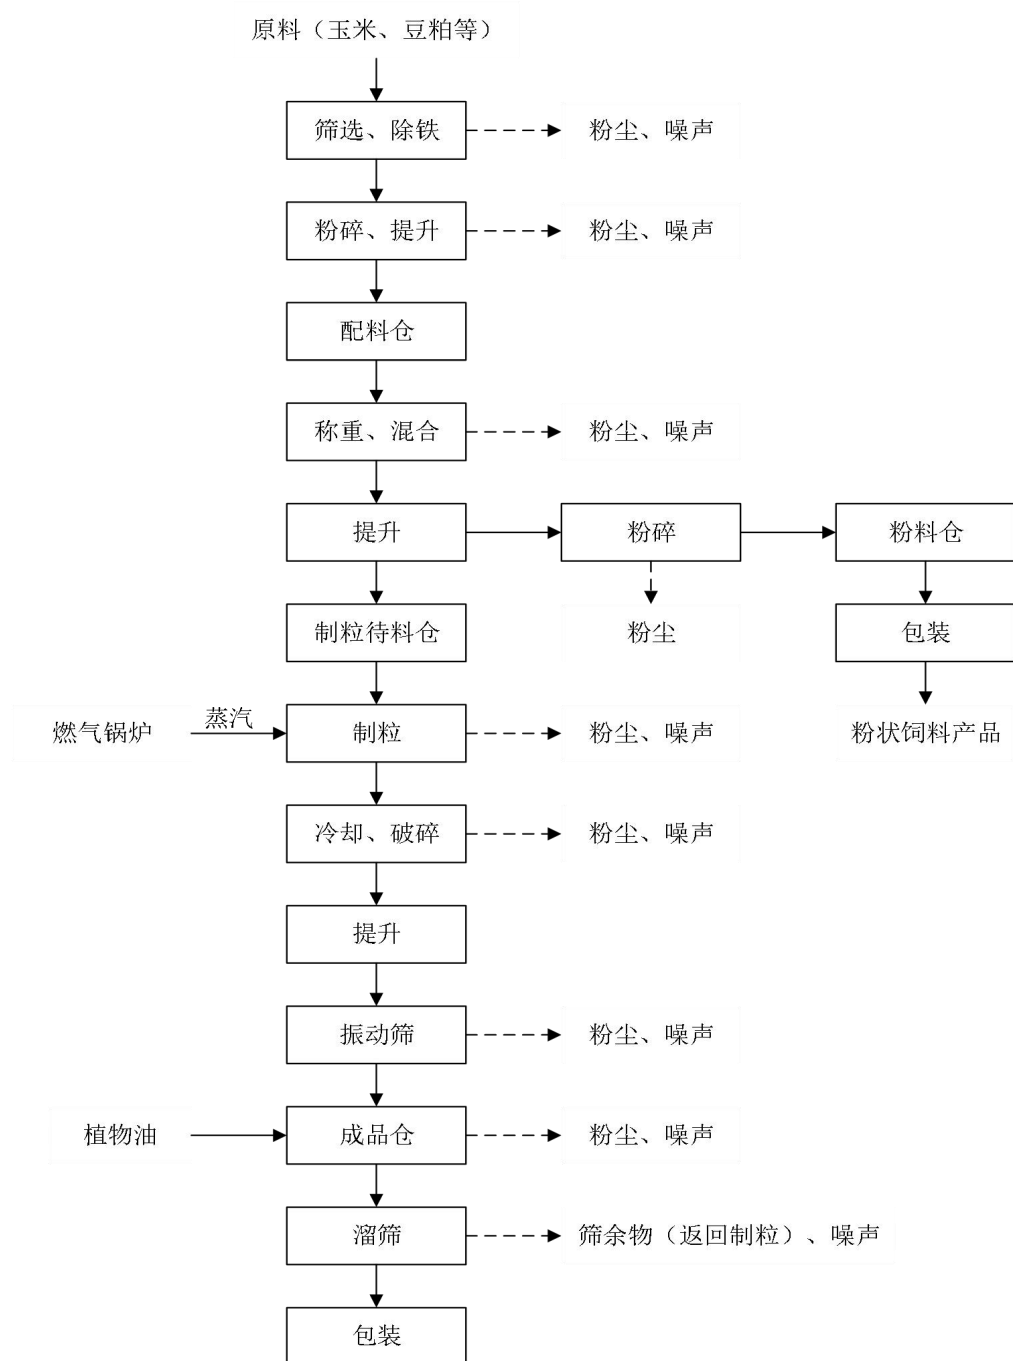 原料（玉米、豆粕等）
筛选、除铁
粉尘、噪声
粉碎、提升
粉尘、噪声
配料仓
称重、混合
粉尘、噪声
提升
粉碎
粉料仓
制粒待料仓
粉尘
包装
燃气锅炉
蒸汽
制粒
粉尘、噪声
粉状饲料产品
冷却、破碎
粉尘、噪声
提升
振动筛
粉尘、噪声
植物油
成品仓
粉尘、噪声
溜筛
筛余物（返回制粒）、噪声
包装